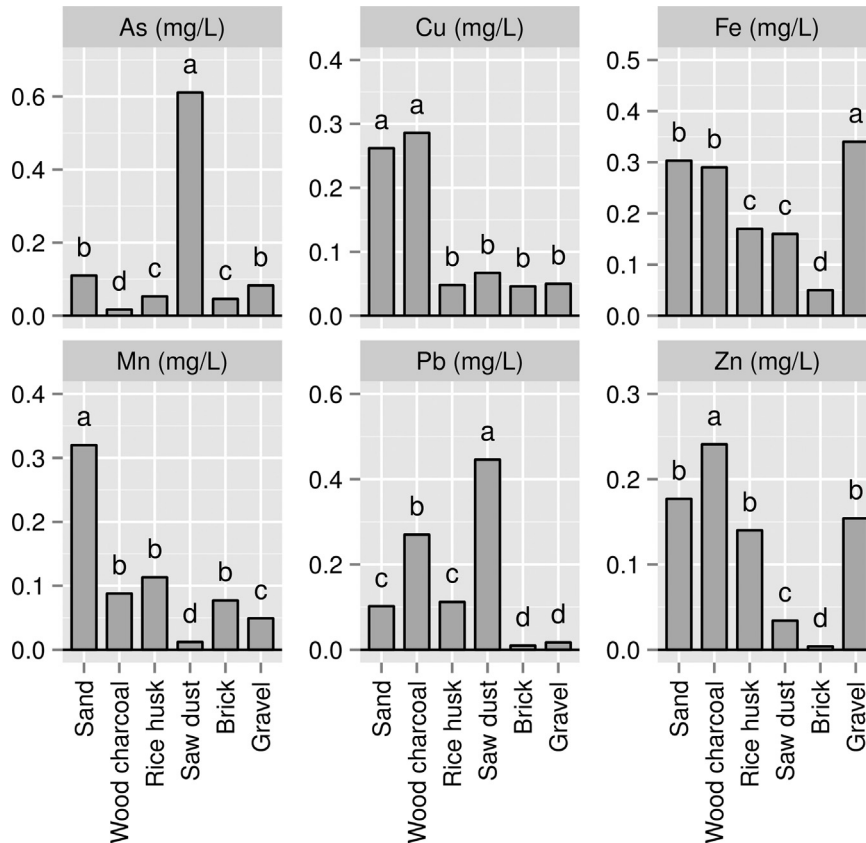 As (mg/L)
Cu (mg/L)
Fe (mg/L)
0.6
0.4
0.2
0.0
b
d
c
a
c
b
0.4
0.3
0.2
0.1
0.0
a
a
b
b
b
b
0.5
0.4
0.3
0.2
0.1
0.0
b
b
c
c
d
a
Mn (mg/L)
Pb (mg/L)
Zn (mg/L)
0.4
0.3
0.2
0.1
0.0
a
b
b
d
b
c
0.6
0.4
0.2
0.0
c
b
c
a
d
d
0.3
0.2
0.1
0.0
b
a
b
c
d
b
Sand
Wood charcoal
Rice husk
Saw dust
Brick
Gravel
Sand
Wood charcoal
Rice husk
Saw dust
Brick
Gravel
Sand
Wood charcoal
Rice husk
Saw dust
Brick
Gravel